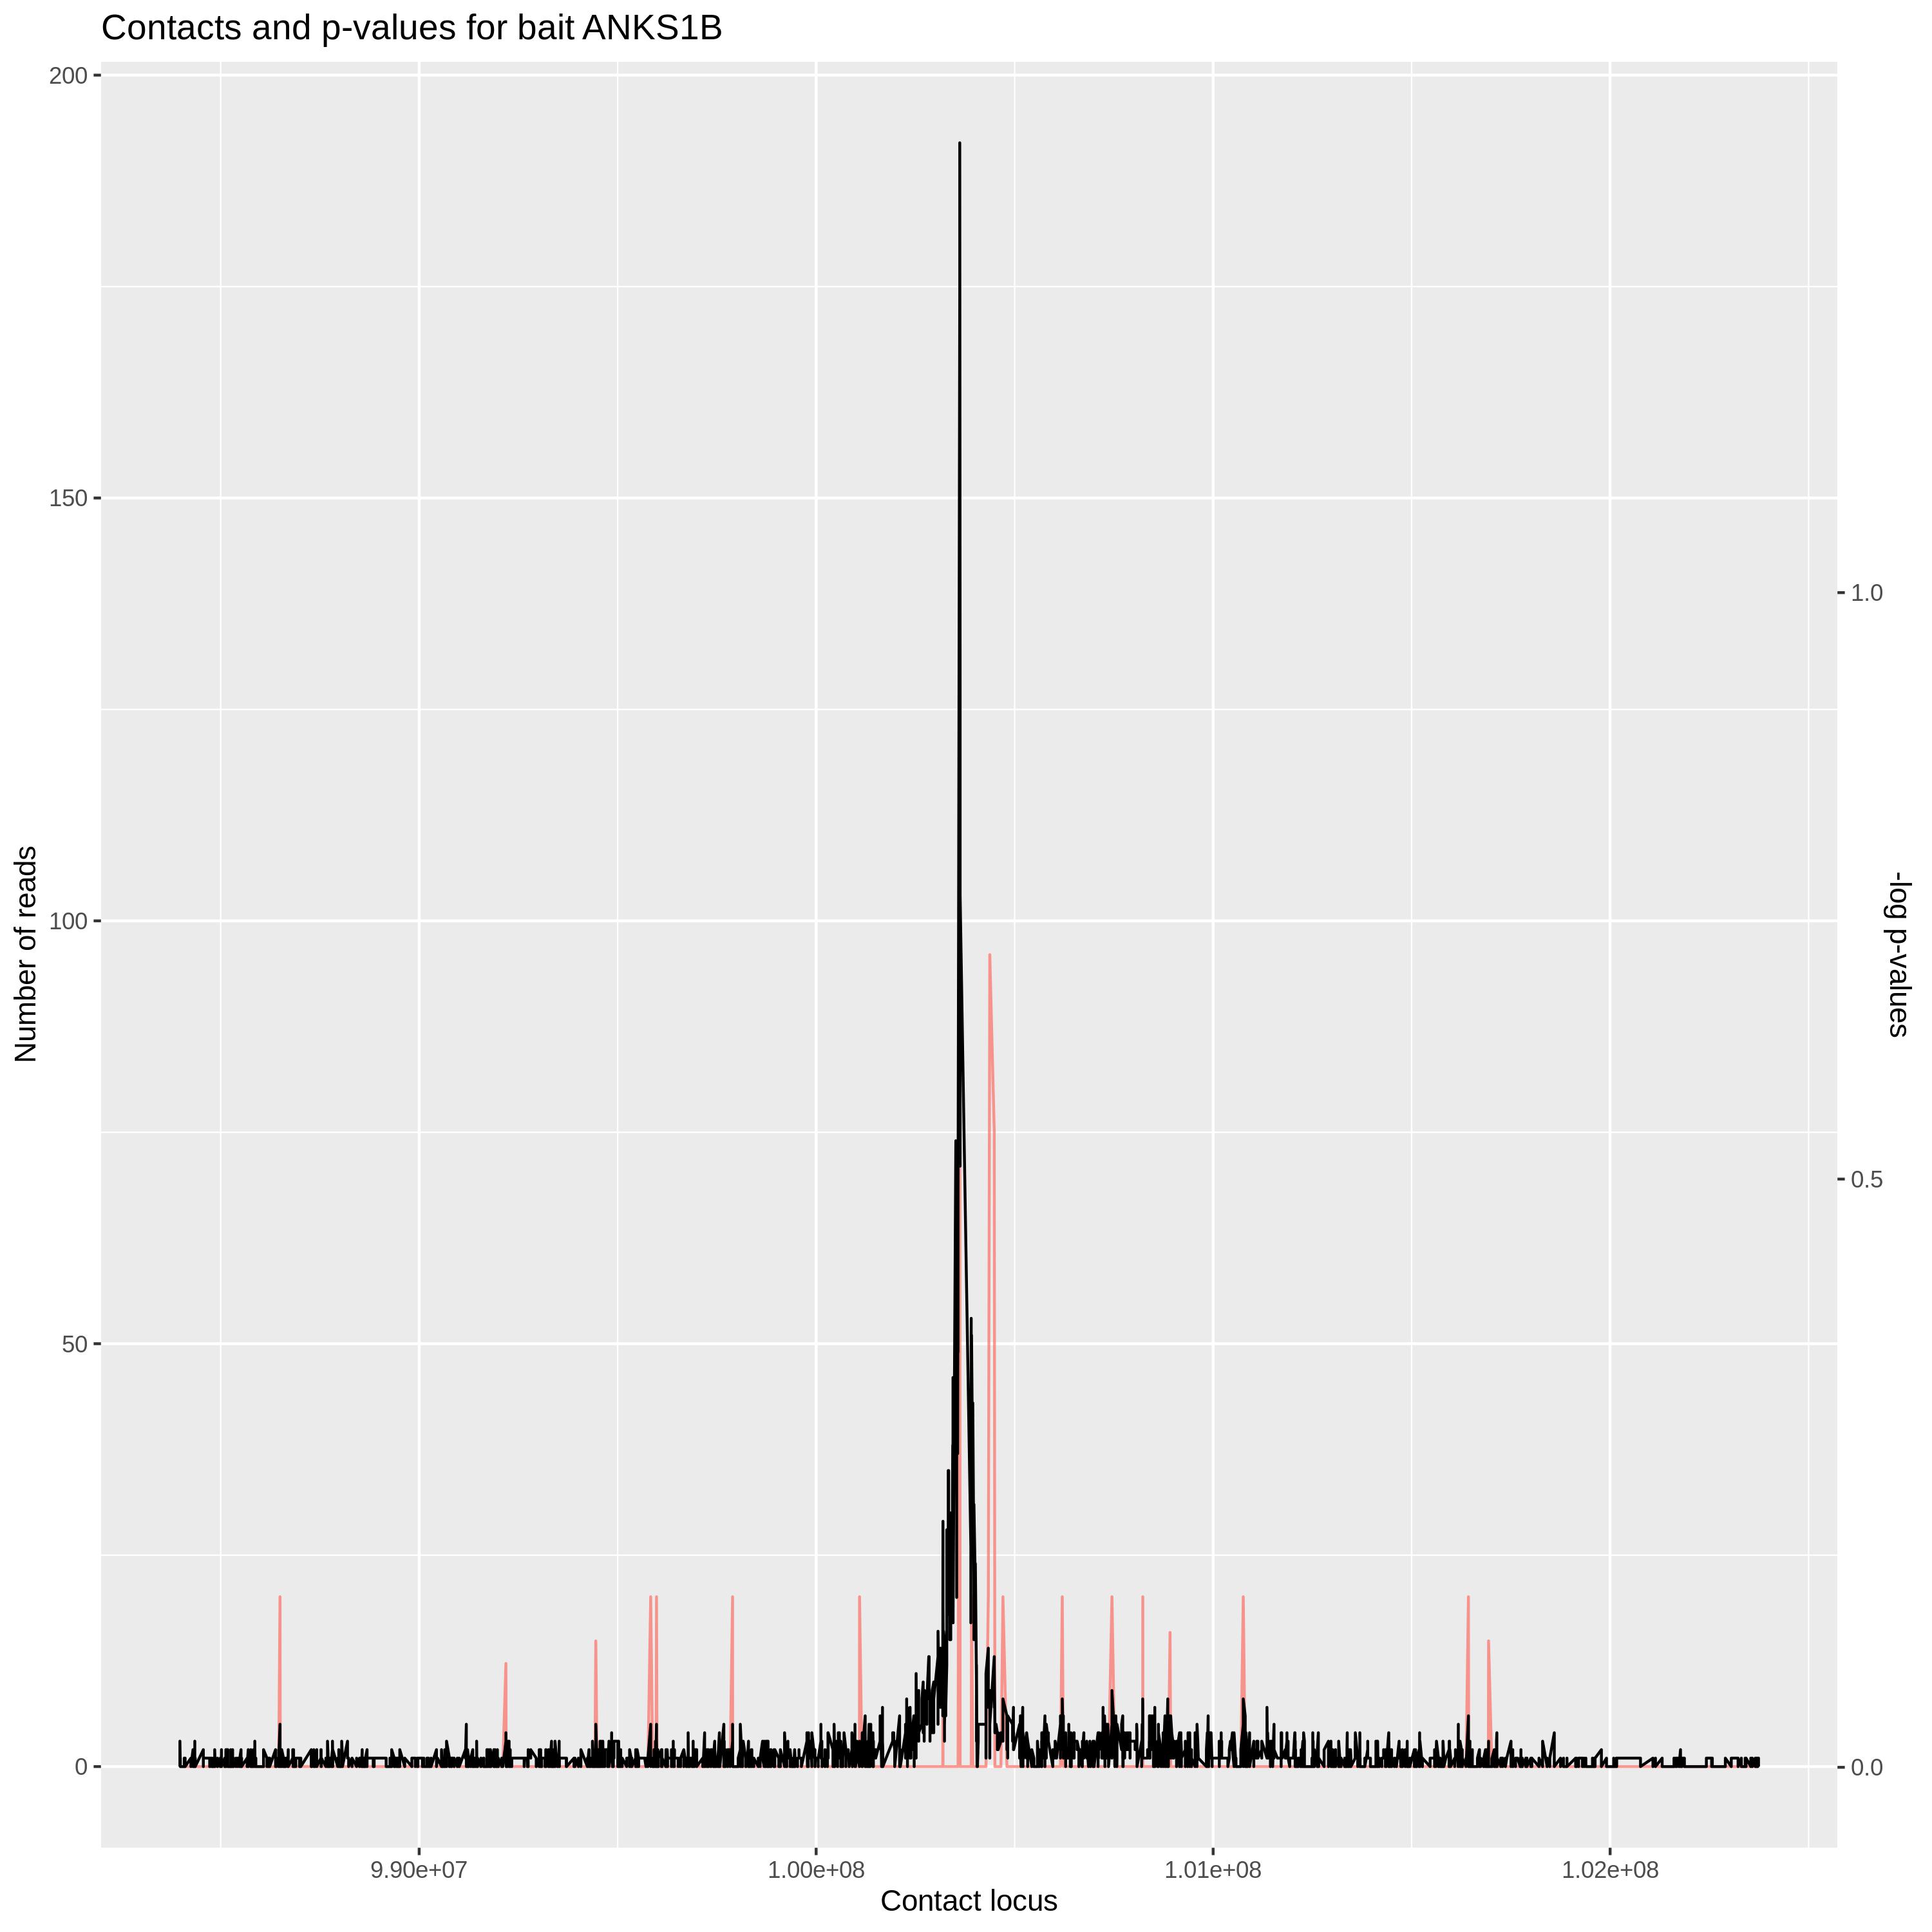 Contacts and p-values for bait ANKS1B
200
150
100
50
0
Number of reads
1.0
0.5
0.0
-log p-values
9.90e+07
1.00e+08
1.01e+08
1.02e+08
Contact locus